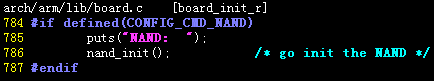 arch/arm/lib/board.c    [board_init_r]
784 #if defined(CONFIG_CMD_NAND)
785     puts("NAND:  ");
786     nand_init();        /* go init the NAND */
787 #endif